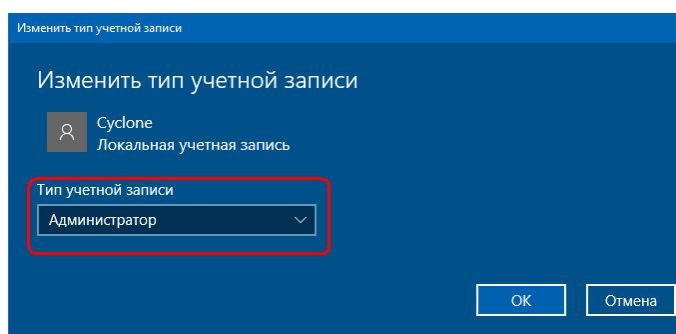 Изменить тип учетной записи
Изменить тип учетной записи
Cyclone
Локальная учетная запись
Тип учетной записи
Администратор
OK
Отмена